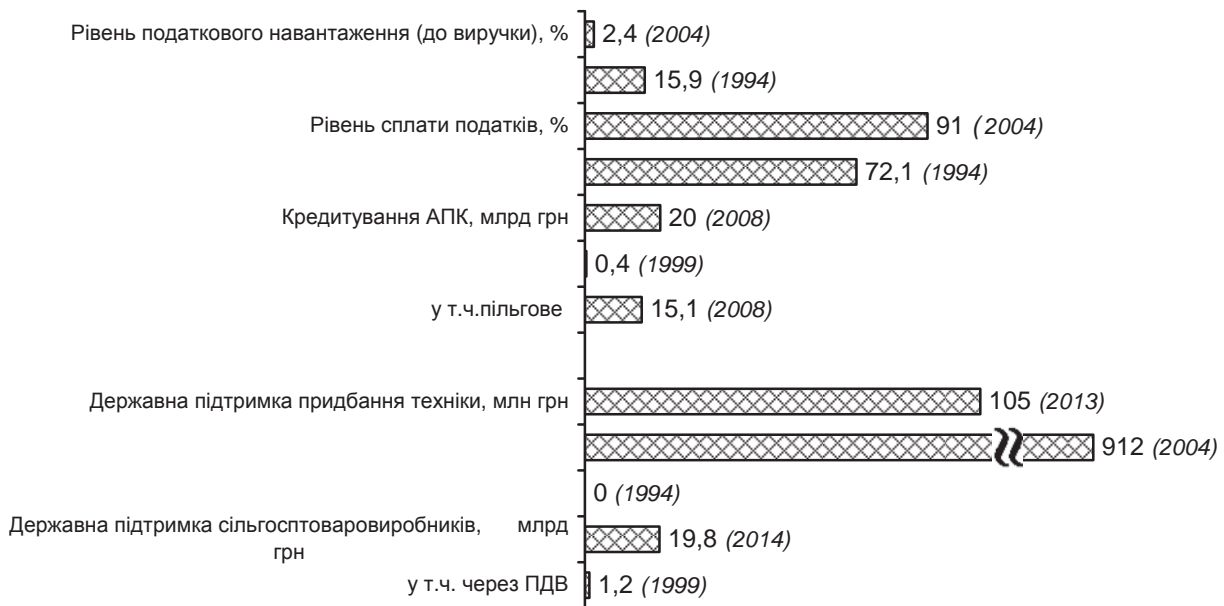 Рівень податкового навантаження (до виручки), % 2,4 (2004)
15,9 (1994)
Рівень сплати податків, % 91 (2004)
72,1 (1994)
Кредитування АПК, млрд грн 20 (2008)
0,4 (1999)
у т.ч.пільгове 15,1 (2008)
Державна підтримка придбання техніки, млн грн 105 (2013)
912 (2004)
0 (1994)
Державна підтримка сільгосптоваровиробників, млрд
грн 19,8 (2014)
у т.ч. через ПДВ 1,2 (1999)